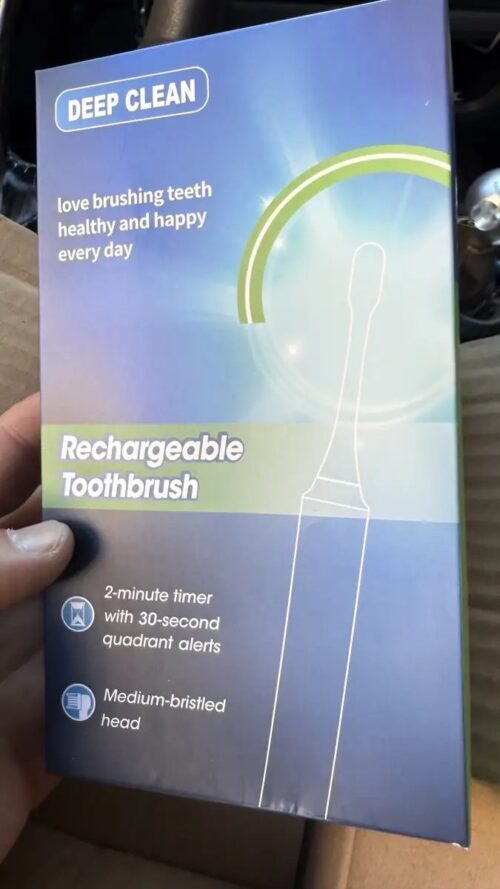 DEEP CLEAN
love brushing teeth
healthy and happy
every day
Rechargeable
Toothbrush
2-minute timer
with 30-second
quadrant alerts
Medium-bristled
head